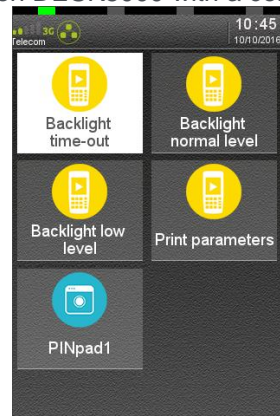 3G
10:45
Telecom
10/10/2016
Backlight
time-out
Backlight
normal level
Backlight low
level
Print parameters
PINpad1